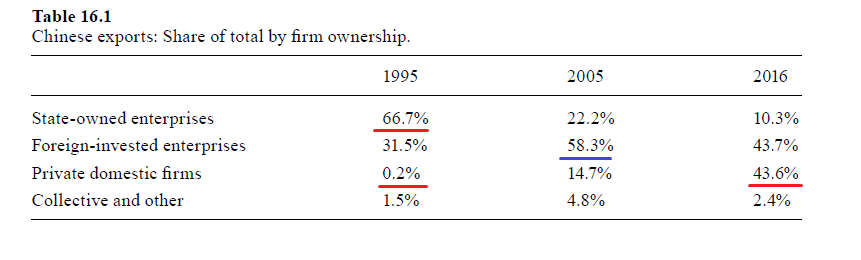 Table 16.1
Chinese exports: Share of total by firm ownership.
1995 2005 2016
State-owned enterprises 66.7% 22.2% 10.3%
Foreign-invested enterprises 31.5% 58.3% 43.7%
Private domestic firms 0.2% 14.7% 43.6%
Collective and other 1.5% 4.8% 2.4%